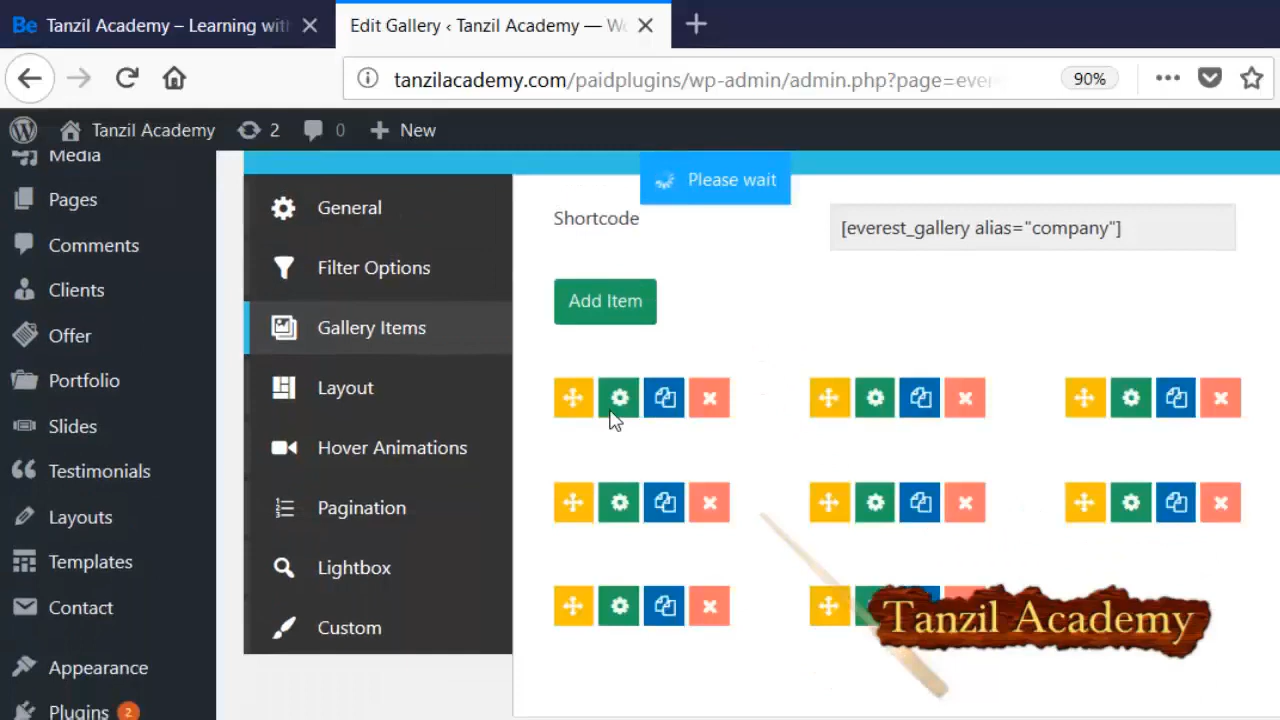 Be Tanzil Academy – Learning with
Edit Gallery ‹ Tanzil Academy — Wo
tanzilacademy.com/paidplugins/wp-admin/admin.php?page=ever
90%
Tanzil Academy
2
0
New
Media
Pages
Comments
Clients
Offer
Portfolio
Slides
Testimonials
Layouts
Templates
Contact
Appearance
Plugins 2
General
Filter Options
Gallery Items
Layout
Hover Animations
Pagination
Lightbox
Custom
Please wait
Shortcode
[everest_gallery alias="company"]
Add Item
Tanzil Academy